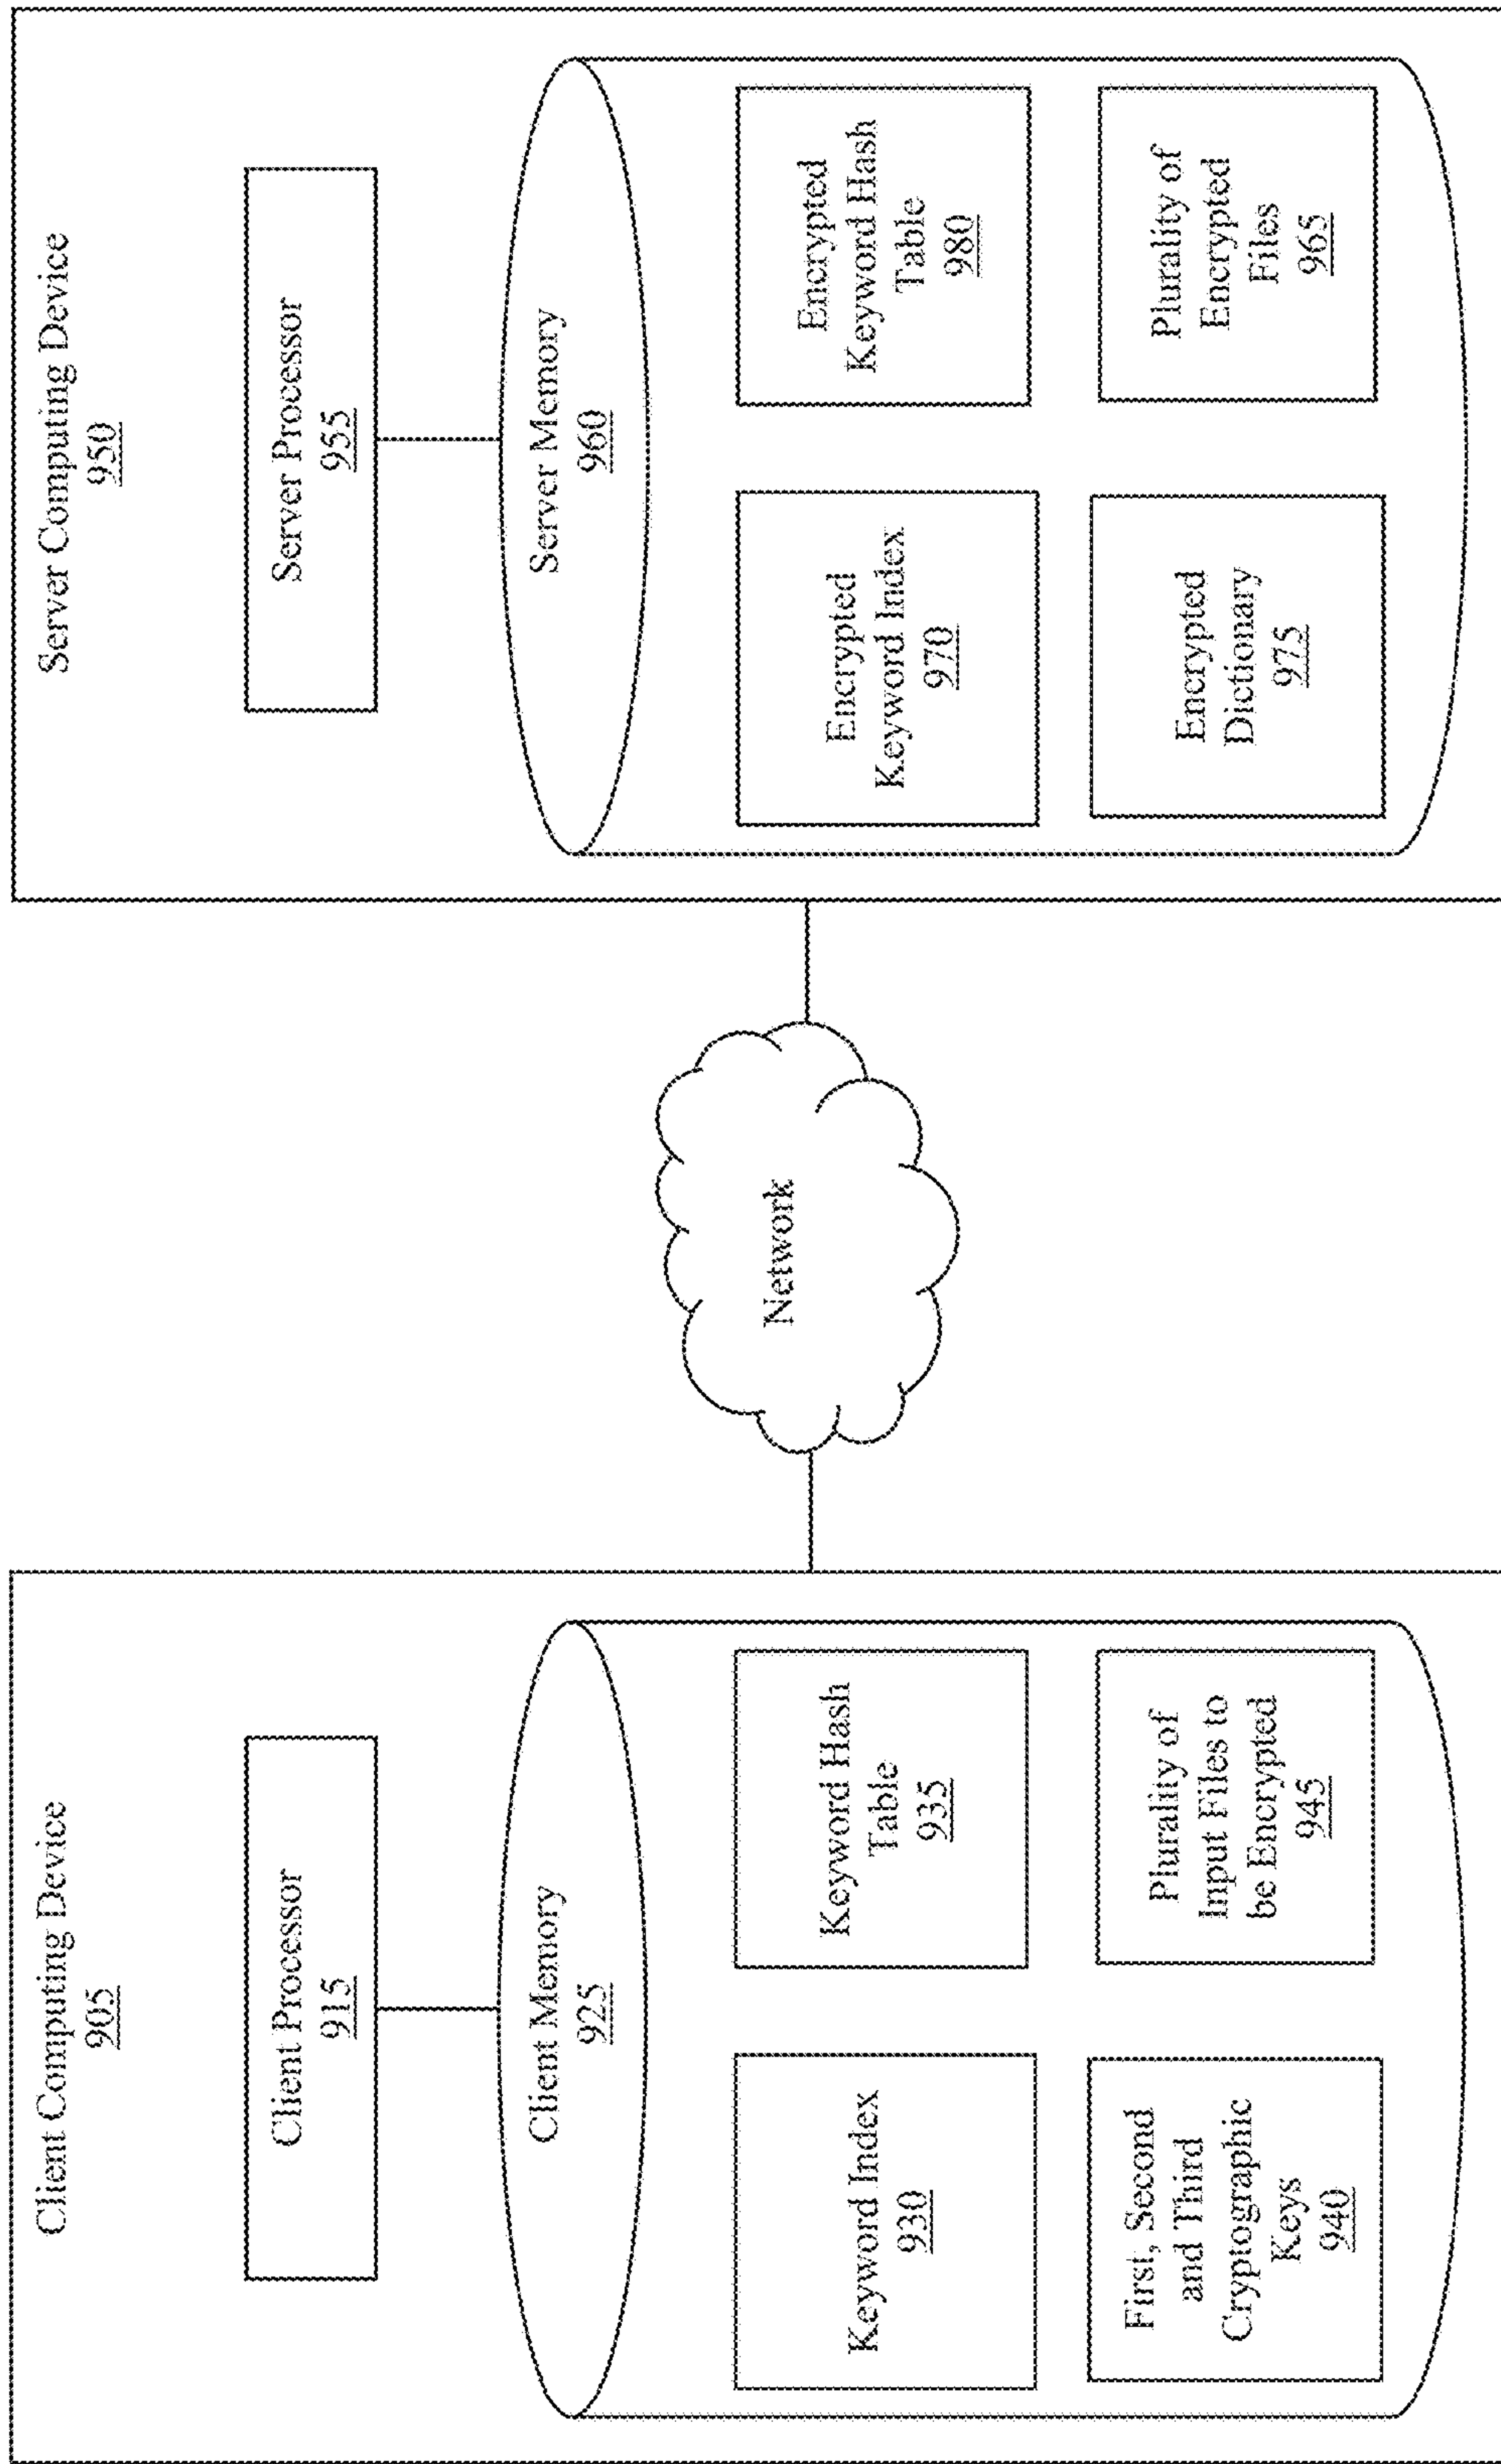 Client Computing Device
905
Client Processor
915
Client Memory
925
Keyword Index
930
Keyword Hash
Table
935
First, Second
and Third
Cryptographic
Keys
940
Plurality of
Input Files to
be Encrypted
945
Network
Server Computing Device
950
Server Processor
955
Server Memory
960
Encrypted
Keyword Index
970
Encrypted
Keyword Hash
Table
980
Encrypted
Dictionary
975
Plurality of
Encrypted
Files
965